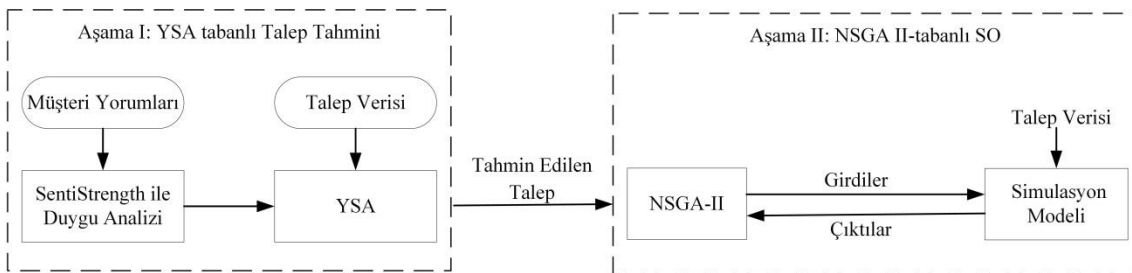 Aşama I: YSA tabanlı Talep Tahmini
Müşteri Yorumları
Talep Verisi
SentiStrength ile
Duygu Analizi
YSA
Tahmin Edilen
Talep
Aşama II: NSGA II-tabanlı SO
Talep Verisi
NSGA-II
Girdiler
Çıktılar
Simulasyon
Modeli